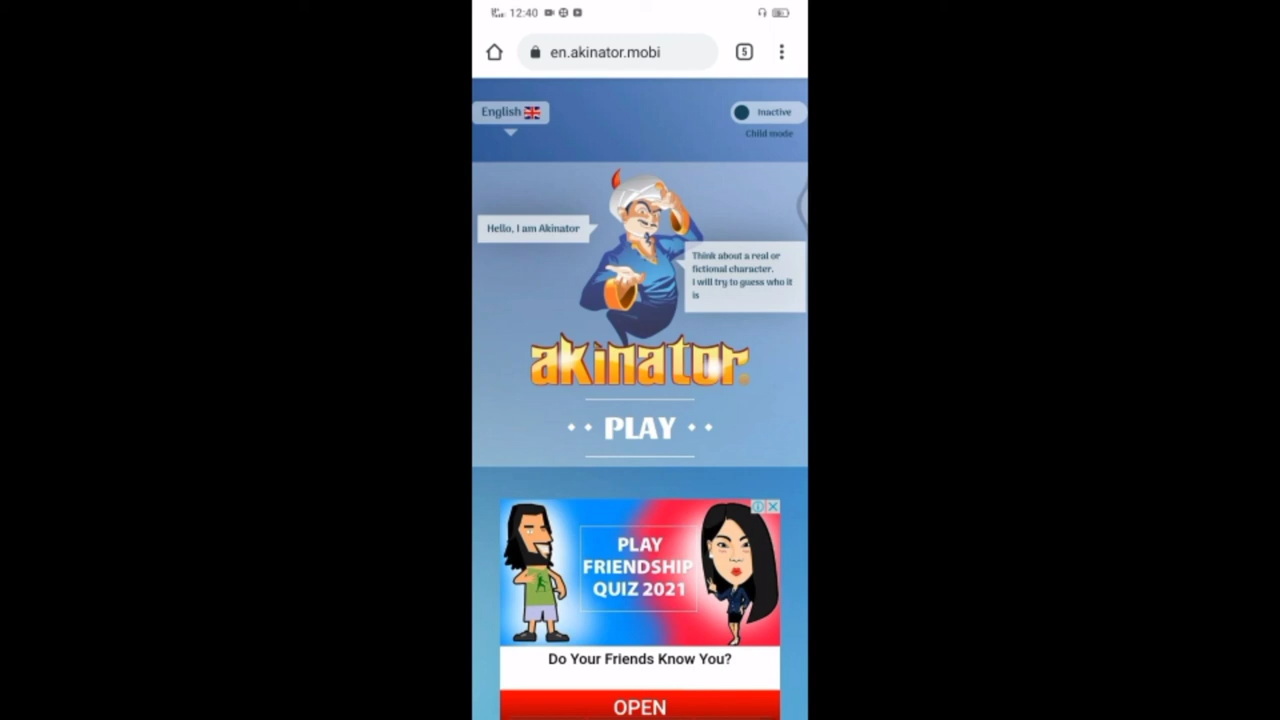 12:40
en.akinator.mobi
5
English
Inactive
Child mode
Hello, I am Akinator
Think about a real or
fictional character.
I will try to guess who it
is
akinator
PLAY
PLAY
FRIENDSHIP
QUIZ 2021
Do Your Friends Know You?
OPEN